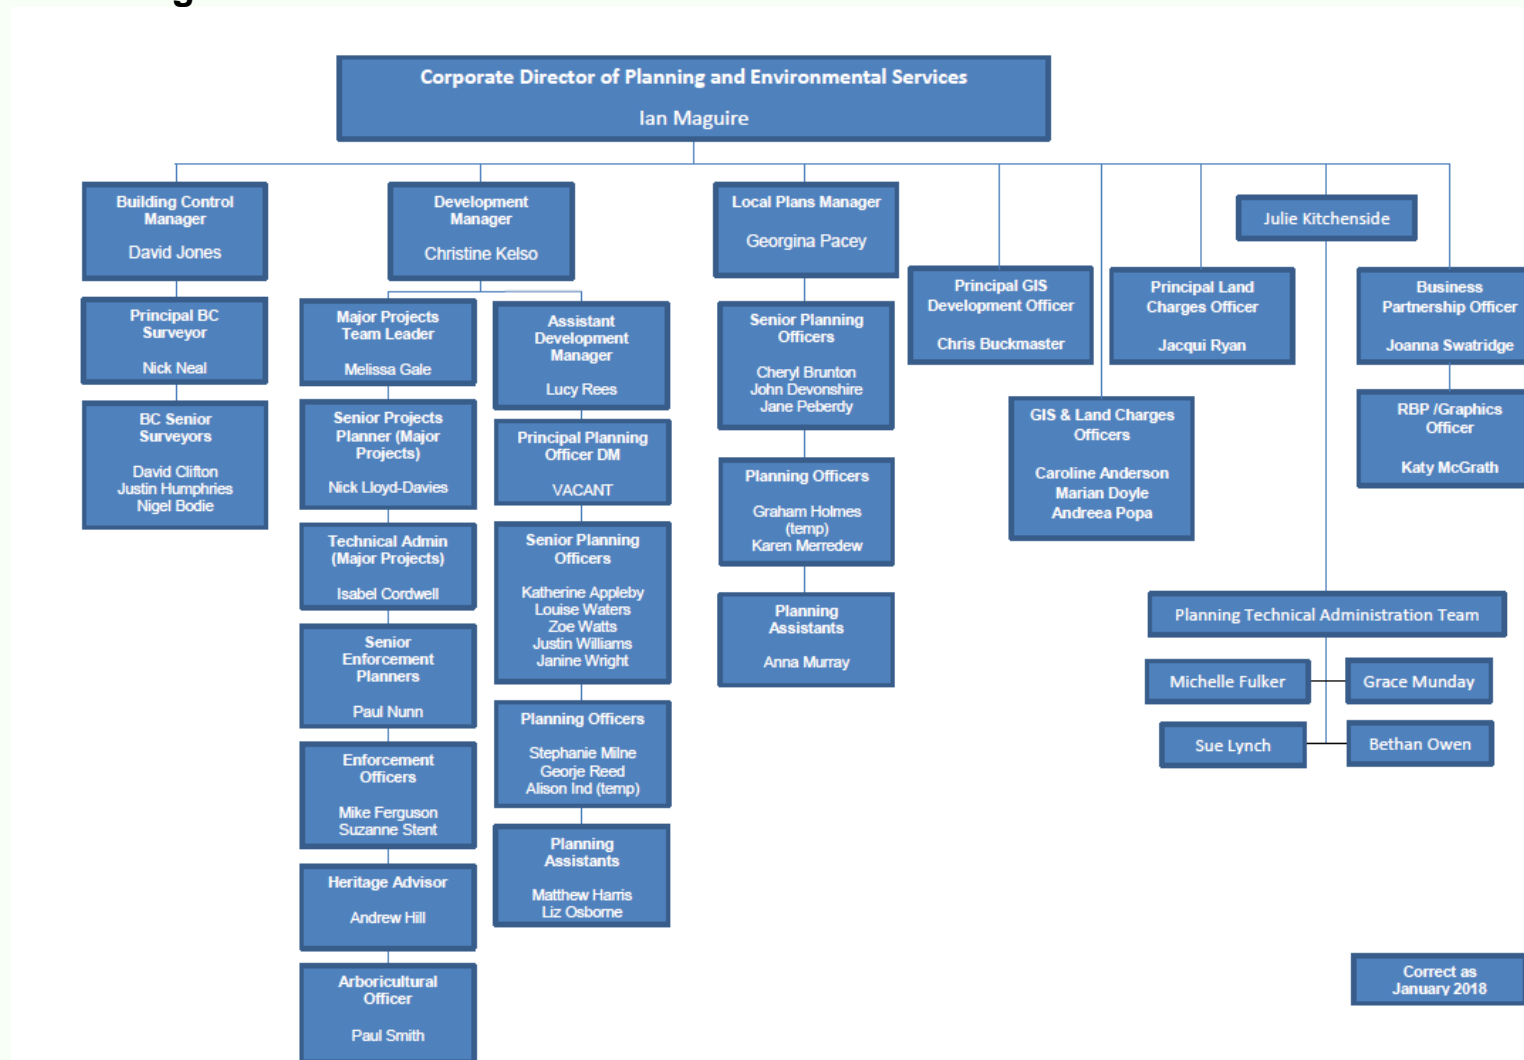 Corporate Director of Planning and Environmental Services
Ian Maguire
Building Control
Manager
David Jones
Principal BC
Surveyor
Nick Neal
BC Senior
Surveyors
David Clifton
Justin Humphries
Nigel Bodie
Development
Manager
Christine Kelso
Major Projects
Team Leader
Melissa Gale
Senior Projects
Planner (Major
Projects)
Nick Lloyd-Davies
Technical Admin
(Major Projects)
Isabel Cordwell
Senior
Enforcement
Planners
Paul Nunn
Enforcement
Officers
Mike Ferguson
Suzanne Stent
Heritage Advisor
Andrew Hill
Arboricultural
Officer
Paul Smith
Assistant
Development
Manager
Lucy Rees
Principal Planning
Officer DM
VACANT
Senior Planning
Officers
Katherine Appleby
Louise Waters
Zoe Watts
Justin Williams
Janine Wright
Planning Officers
Stephanie Milne
Georje Reed
Alison Ind (temp)
Planning
Assistants
Matthew Harris
Liz Osborne
Local Plans Manager
Georgina Pacey
Senior Planning
Officers
Cheryl Brunton
John Devonshire
Jane Peberdy
Planning Officers
Graham Holmes
(temp)
Karen Merredew
Planning
Assistants
Anna Murray
Principal GIS
Development Officer
Chris Buckmaster
GIS & Land Charges
Officers
Caroline Anderson
Marian Doyle
Andreea Popa
Principal Land
Charges Officer
Jacqui Ryan
Julie Kitchenside
Planning Technical Administration Team
Michelle Fulker
Grace Munday
Sue Lynch
Bethan Owen
Business
Partnership Officer
Joanna Swatridge
RBP /Graphics
Officer
Katy McGrath
Correct as
January 2018